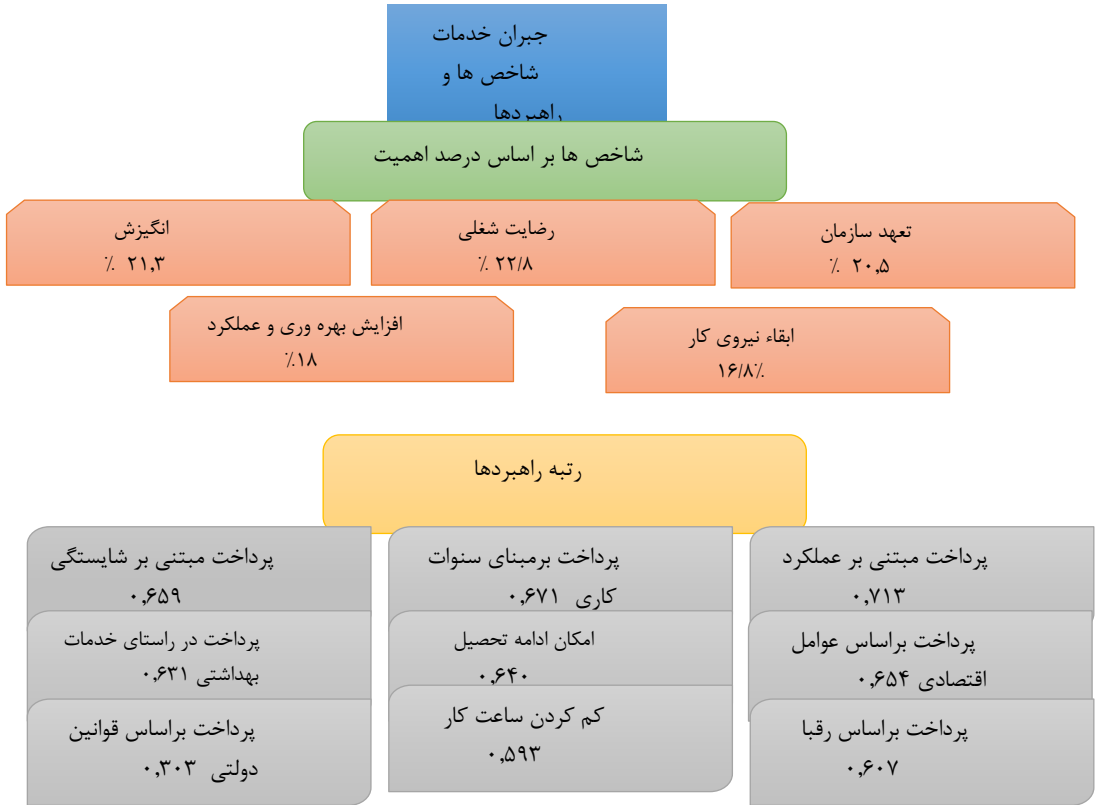 جبران خدمات
شاخص ها و
راهبردها
شاخص ها بر اساس درصد اهمیت
تعهد سازمان
۲۰,۵ ٪
رضایت شغلی
۲۲/۸ ٪
انگیزش
۲۱,۳ ٪
ابقاء نیروی کار
۱۶/۸٪
افزایش بهره وری و عملکرد
۱۸٪
رتبه راهبردها
پرداخت مبتنی بر عملکرد
۰,۷۱۳
پرداخت برمبنای سنوات
کاری ۰,۶۷۱
پرداخت مبتنی بر شایستگی
۰,۶۵۹
پرداخت براساس عوامل
اقتصادی ۰,۶۵۴
امکان ادامه تحصیل
۰,۶۴۰
پرداخت در راستای خدمات
بهداشتی ۰,۶۳۱
پرداخت براساس رقبا
۰,۶۰۷
کم کردن ساعت کار
۰,۵۹۳
پرداخت براساس قوانین
دولتی ۰,۳۰۳